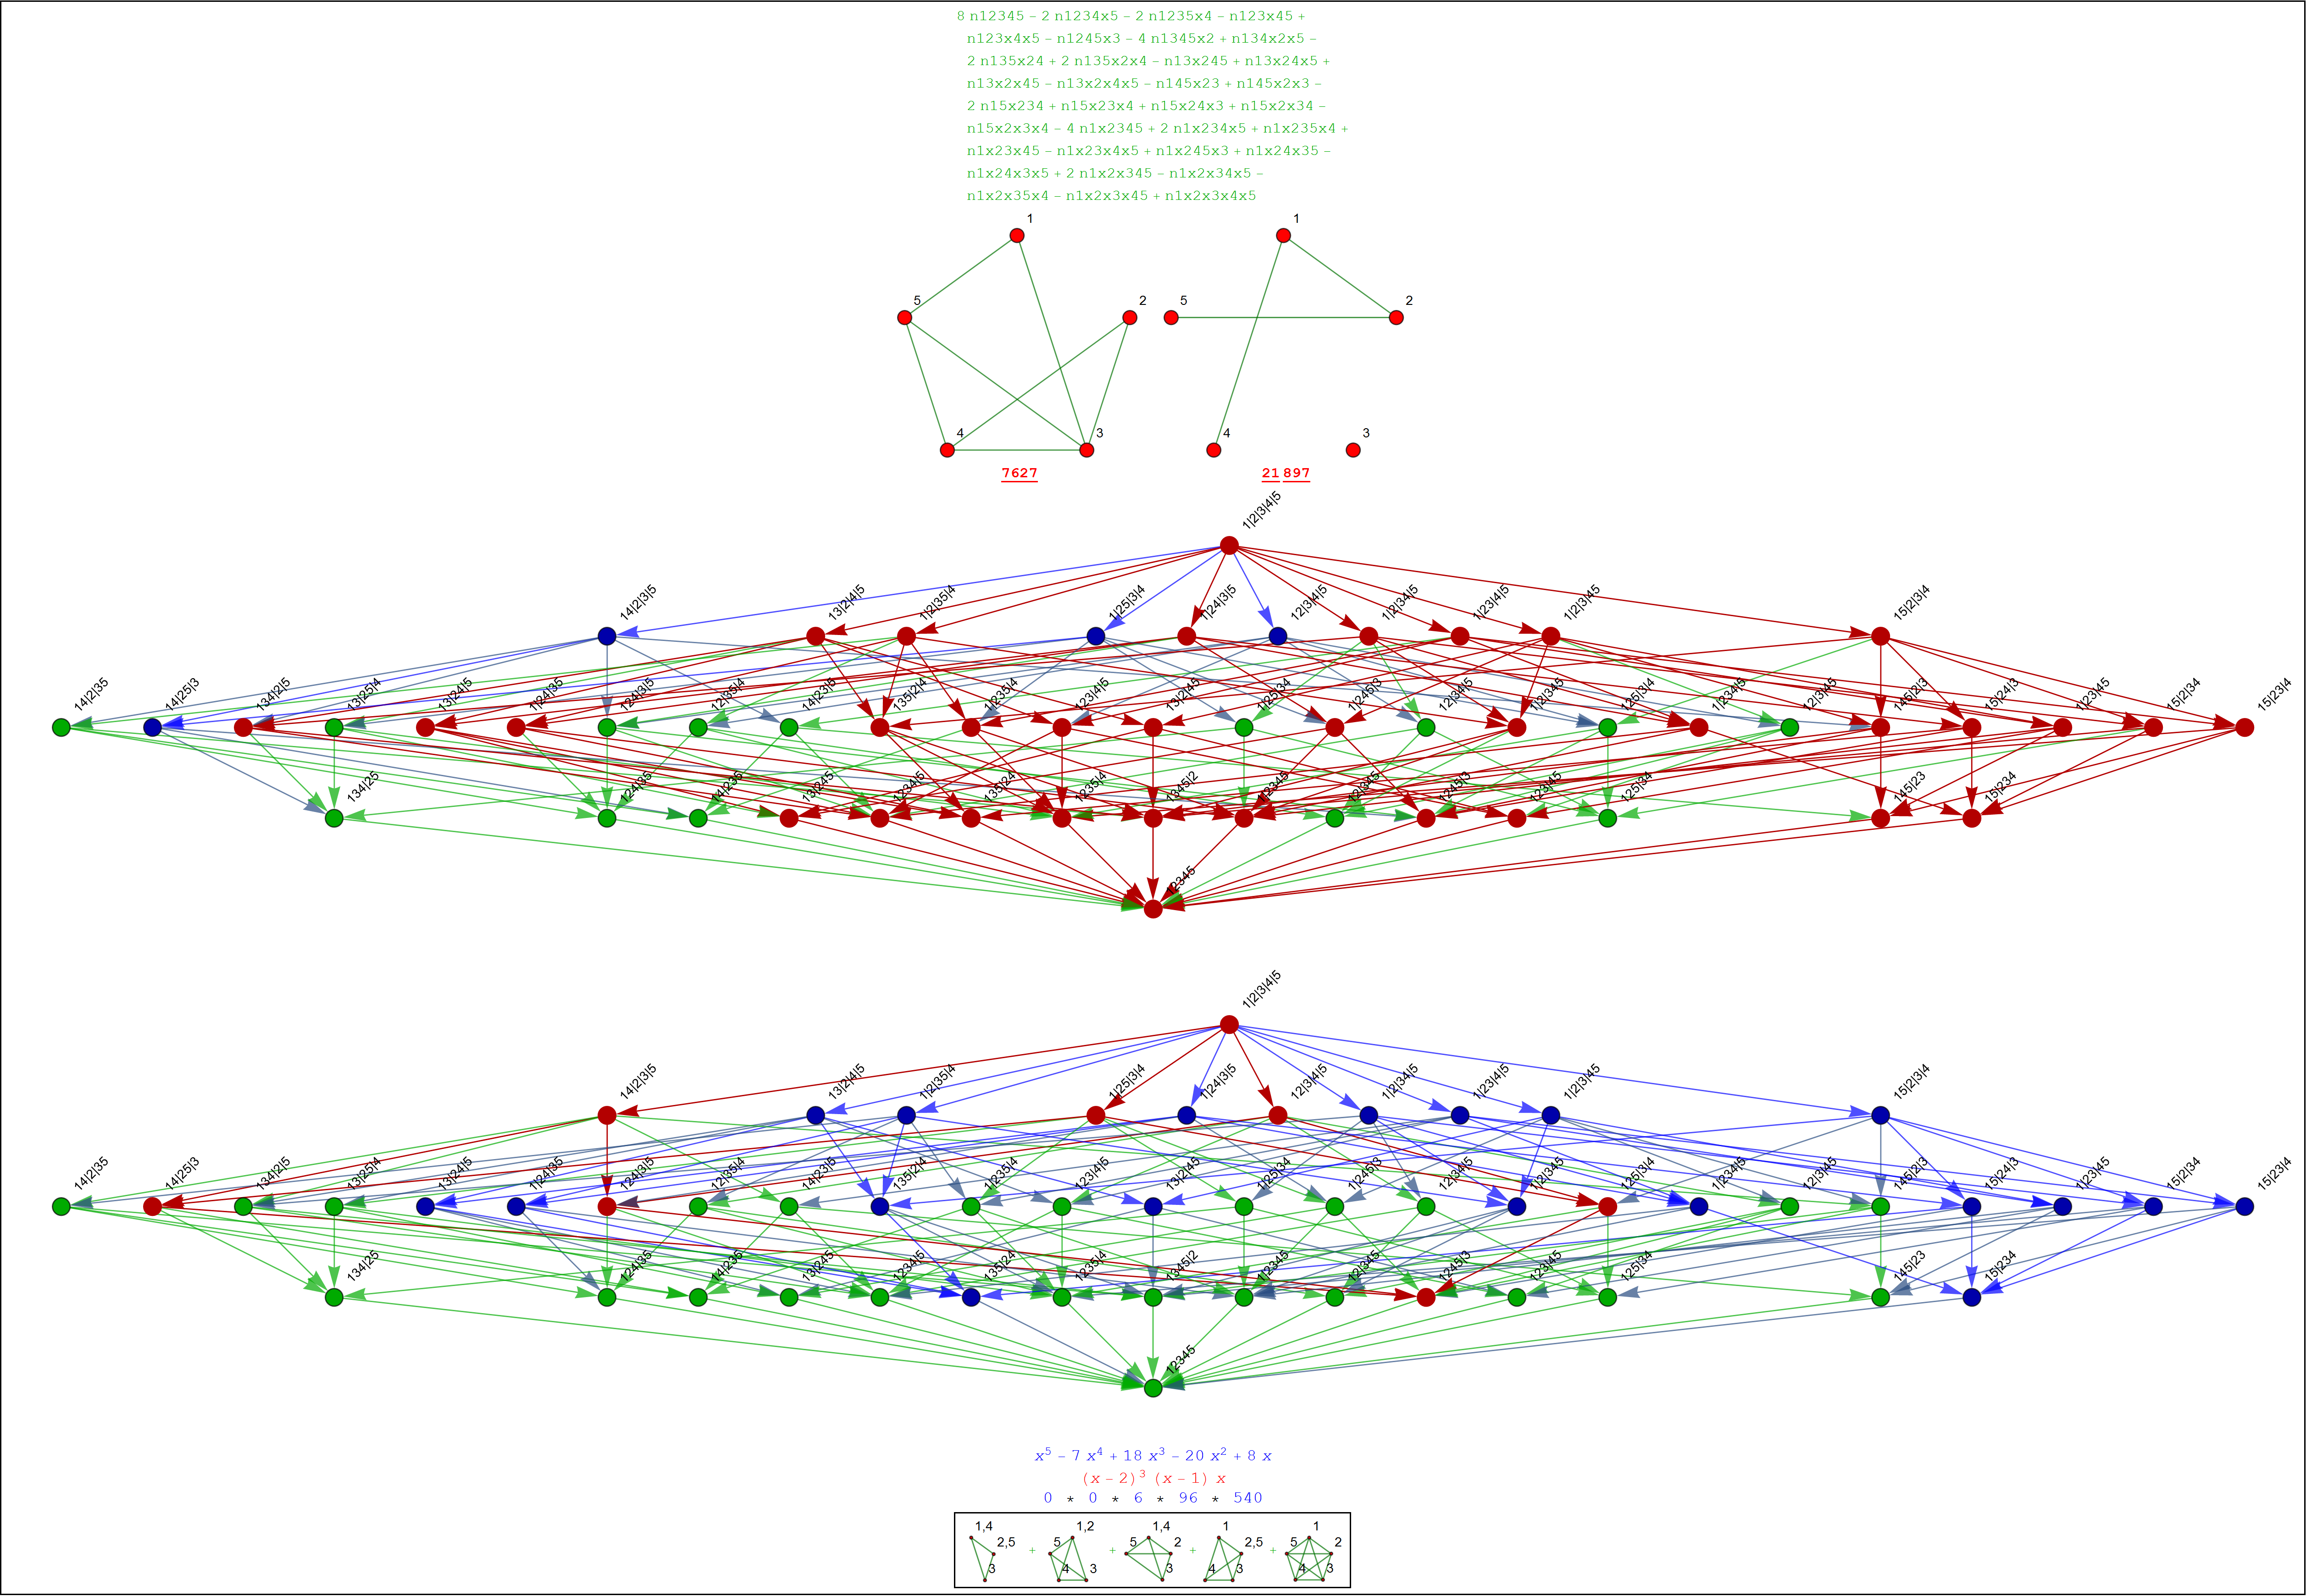 8 n12345 – 2 n1234x5 – 2 n1235x4 – n123x45 +
n123x4x5 – n1245x3 – 4 n1345x2 + n134x2x5 –
2 n135x24 + 2 n135x2x4 – n13x245 + n13x24x5 +
n13x2x45 – n13x2x4x5 – n145x23 + n145x2x3 –
2 n15x234 + n15x23x4 + n15x24x3 + n15x2x34 –
n15x2x3x4 – 4 n1x2345 + 2 n1x234x5 + n1x235x4 +
n1x23x45 – n1x23x4x5 + n1x245x3 + n1x24x35 –
n1x24x3x5 + 2 n1x2x345 – n1x2x34x5 –
n1x2x35x4 – n1x2x3x45 + n1x2x3x4x5
1 1
5 2 5 2
4 3 4 3
7627 21 897
1|2|3|4|5
14|2|3|5 13|2|4|5 1|2|35|4 1|25|3|4 1|24|3|5 12|3|4|5 1|2|34|5 1|23|4|5 1|2|3|45 15|2|3|4
14|2|35 14|25|3 134|2|5 13|25|4 13|24|5 1|24|35 124|3|5 12|35|4 14|23|5 135|2|4 1|235|4 123|4|5 13|2|45 1|25|34 1|245|3 12|34|5 1|2|345 125|3|4 1|234|5 12|3|45 145|2|3 15|24|3 1|23|45 15|2|34 15|23|4
134|25 124|35 14|235 13|245 1234|5 135|24 1235|4 1345|2 1|2345 12|345 1245|3 123|45 125|34 145|23 15|234
12345
1|2|3|4|5
14|2|3|5 13|2|4|5 1|2|35|4 1|25|3|4 1|24|3|5 12|3|4|5 1|2|34|5 1|23|4|5 1|2|3|45 15|2|3|4
14|2|35 14|25|3 134|2|5 13|25|4 13|24|5 1|24|35 124|3|5 12|35|4 14|23|5 135|2|4 1|235|4 123|4|5 13|2|45 1|25|34 1|245|3 12|34|5 1|2|345 125|3|4 1|234|5 12|3|45 145|2|3 15|24|3 1|23|45 15|2|34 15|23|4
134|25 124|35 14|235 13|245 1234|5 135|24 1235|4 1345|2 1|2345 12|345 1245|3 123|45 125|34 145|23 15|234
12345
x⁵ – 7 x⁴ + 18 x³ – 20 x² + 8 x
(x – 2)³ (x – 1) x
0 * 0 * 6 * 96 * 540
1,4 1,2 1,4 1 1
2,5 + 5 + 5 2 + 2,5 + 5 2
3 4 3 3 4 3 4 3